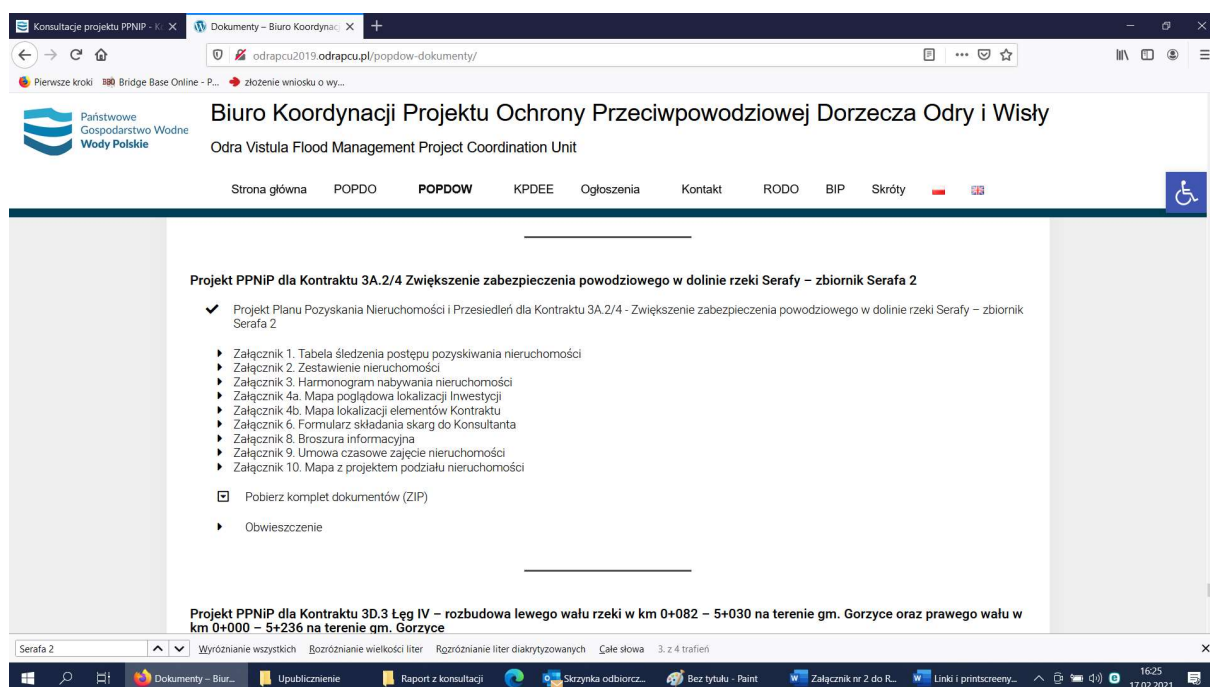 Konsultacje projektu PPNIP - K
Dokumenty – Biuro Koordynac
odrapcu2019.odrapcu.pl/popdow-dokumenty/
Pierwsze kroki
Bridge Base Online - P...
złożenie wniosku o wy...
Państwowe
Gospodarstwo Wodne
Wody Polskie
Biuro Koordynacji Projektu Ochrony Przeciwpowodziowej Dorzecza Odry i Wisły
Odra Vistula Flood Management Project Coordination Unit
Strona główna POPDO POPDOW KPDEE Ogłoszenia Kontakt RODO BIP Skróty
Projekt PPNiP dla Kontraktu 3A.2/4 Zwiększenie zabezpieczenia powodziowego w dolinie rzeki Serafy – zbiornik Serafa 2
Projekt Planu Pozyskania Nieruchomości i Przesiedleń dla Kontraktu 3A.2/4 - Zwiększenie zabezpieczenia powodziowego w dolinie rzeki Serafy – zbiornik
Serafa 2
Załącznik 1. Tabela śledzenia postępu pozyskiwania nieruchomości
Załącznik 2. Zestawienie nieruchomości
Załącznik 3. Harmonogram nabywania nieruchomości
Załącznik 4a. Mapa poglądowa lokalizacji Inwestycji
Załącznik 4b. Mapa lokalizacji elementów Kontraktu
Załącznik 6. Formularz składania skarg do Konsultanta
Załącznik 8. Broszura informacyjna
Załącznik 9. Umowa czasowe zajęcie nieruchomości
Załącznik 10. Mapa z projektem podziału nieruchomości
Pobierz komplet dokumentów (ZIP)
Obwieszczenie
Projekt PPNiP dla Kontraktu 3D.3 Łęg IV – rozbudowa lewego wału rzeki w km 0+082 – 5+030 na terenie gm. Gorzyce oraz prawego wału w
km 0+000 – 5+236 na terenie gm. Gorzyce
Serafa 2 Wyróżnianie wszystkich Rozróżnianie wielkości liter Rozróżnianie liter diakrytyzowanych Całe słowa 3. z 4 trafień
Dokumenty – Biur... Upublicznienie Raport z konsultacji Skrzynka odbiorcz... Bez tytułu - Paint Załącznik nr 2 do R... Linki i printscreeny... 16:25
17.02.2021